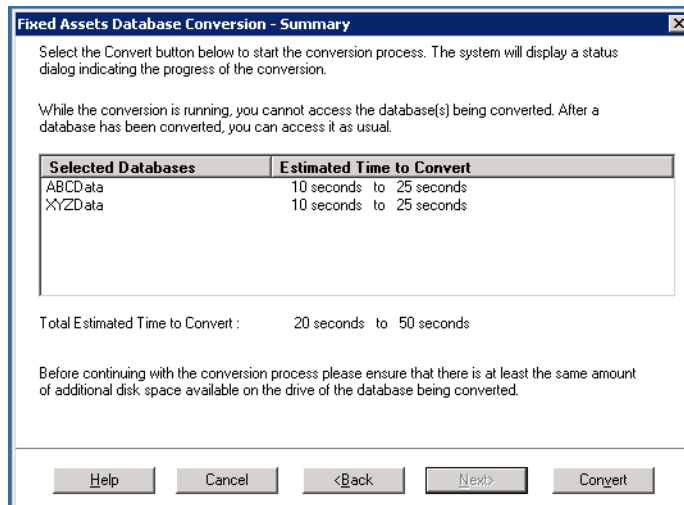 Fixed Assets Database Conversion - Summary
Select the Convert button below to start the conversion process. The system will display a status
dialog indicating the progress of the conversion.
While the conversion is running, you cannot access the database(s) being converted. After a
database has been converted, you can access it as usual.
Selected Databases Estimated Time to Convert
ABCData 10 seconds to 25 seconds
XYZData 10 seconds to 25 seconds
Total Estimated Time to Convert : 20 seconds to 50 seconds
Before continuing with the conversion process please ensure that there is at least the same amount
of additional disk space available on the drive of the database being converted.
Help Cancel <Back Next> Convert